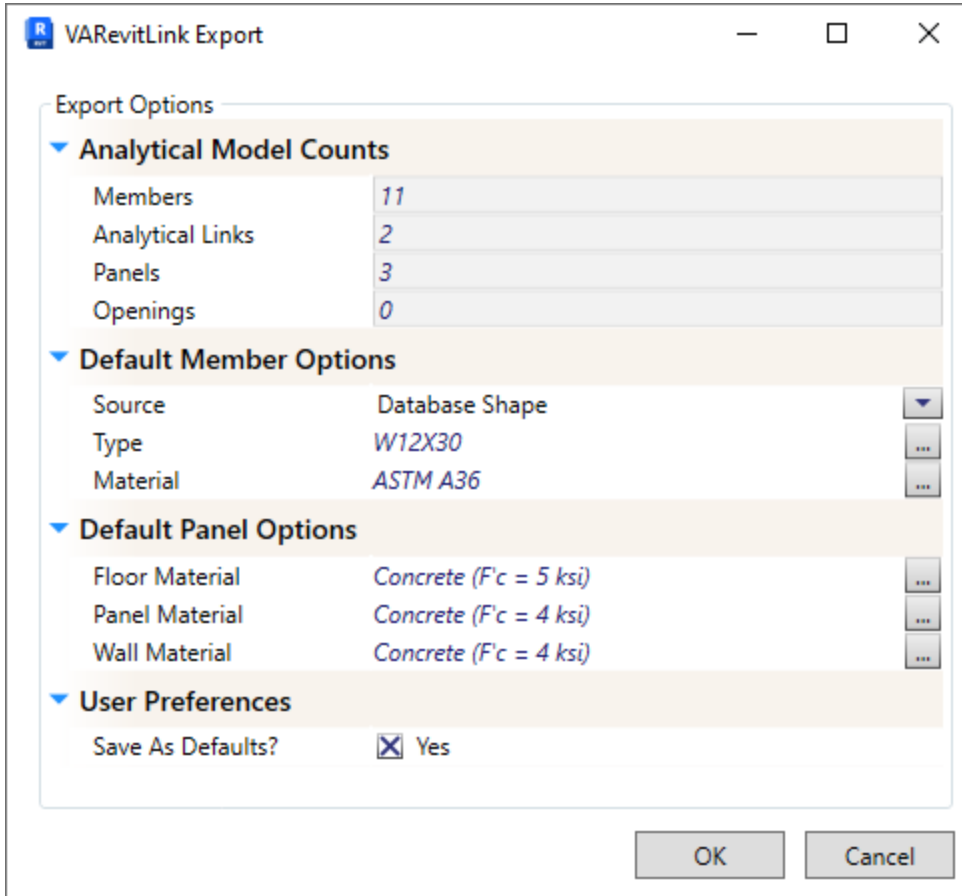 VARevitLink Export
Export Options
Analytical Model Counts
Members 11
Analytical Links 2
Panels 3
Openings 0
Default Member Options
Source Database Shape
Type W12X30 ...
Material ASTM A36 ...
Default Panel Options
Floor Material Concrete (F'c = 5 ksi) ...
Panel Material Concrete (F'c = 4 ksi) ...
Wall Material Concrete (F'c = 4 ksi) ...
User Preferences
Save As Defaults? Yes
OK Cancel